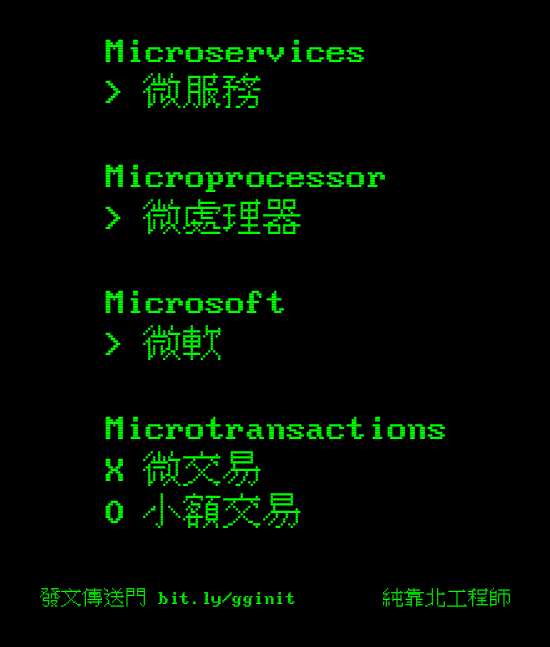 Microservices
> 微服務
Microprocessor
> 微處理器
Microsoft
> 微軟
Microtransactions
X 微交易
O 小額交易
發文傳送門 bit.ly/gginit 純靠北工程師